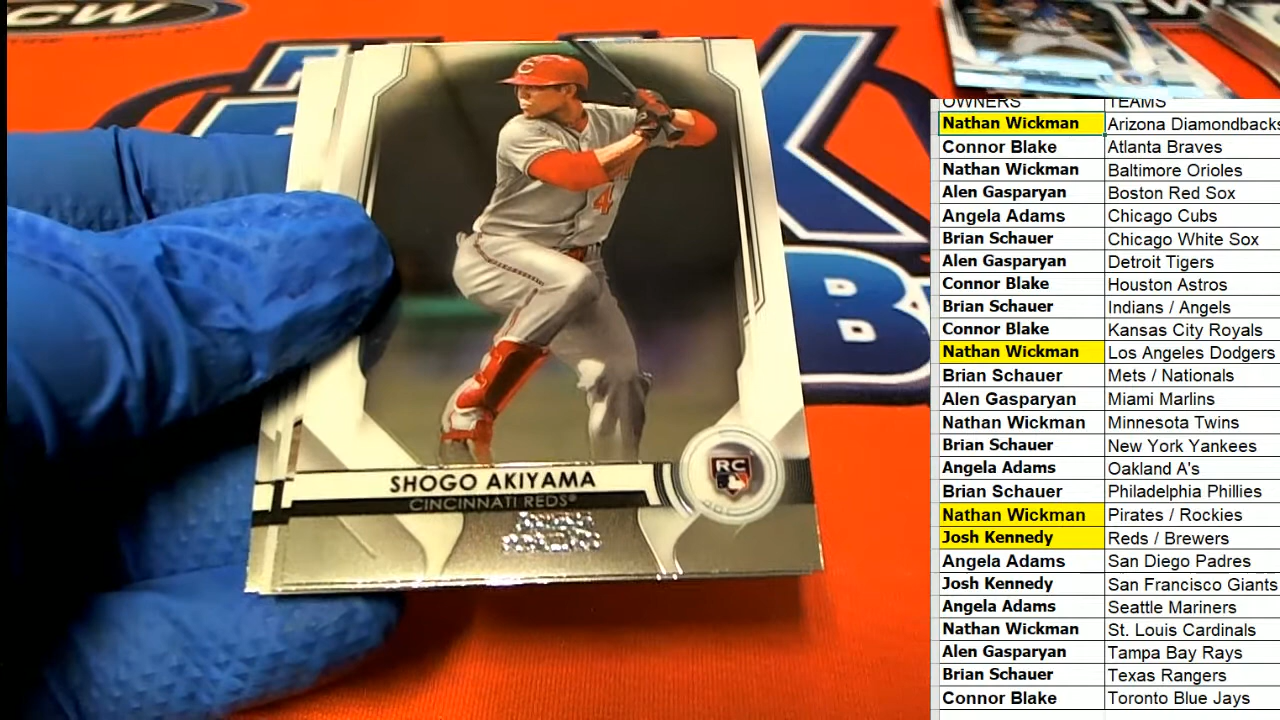 CW
OWNERS TEAMS
Nathan Wickman Arizona Diamondbacks
Connor Blake Atlanta Braves
Nathan Wickman Baltimore Orioles
Alen Gasparyan Boston Red Sox
Angela Adams Chicago Cubs
Brian Schauer Chicago White Sox
Alen Gasparyan Detroit Tigers
Connor Blake Houston Astros
Brian Schauer Indians / Angels
Connor Blake Kansas City Royals
Nathan Wickman Los Angeles Dodgers
Brian Schauer Mets / Nationals
Alen Gasparyan Miami Marlins
Nathan Wickman Minnesota Twins
Brian Schauer New York Yankees
Angela Adams Oakland A's
Brian Schauer Philadelphia Phillies
Nathan Wickman Pirates / Rockies
Josh Kennedy Reds / Brewers
Angela Adams San Diego Padres
Josh Kennedy San Francisco Giants
Angela Adams Seattle Mariners
Nathan Wickman St. Louis Cardinals
Alen Gasparyan Tampa Bay Rays
Brian Schauer Texas Rangers
Connor Blake Toronto Blue Jays
C
4
B
RC
SHOGO AKIYAMA
CINCINNATI REDS®